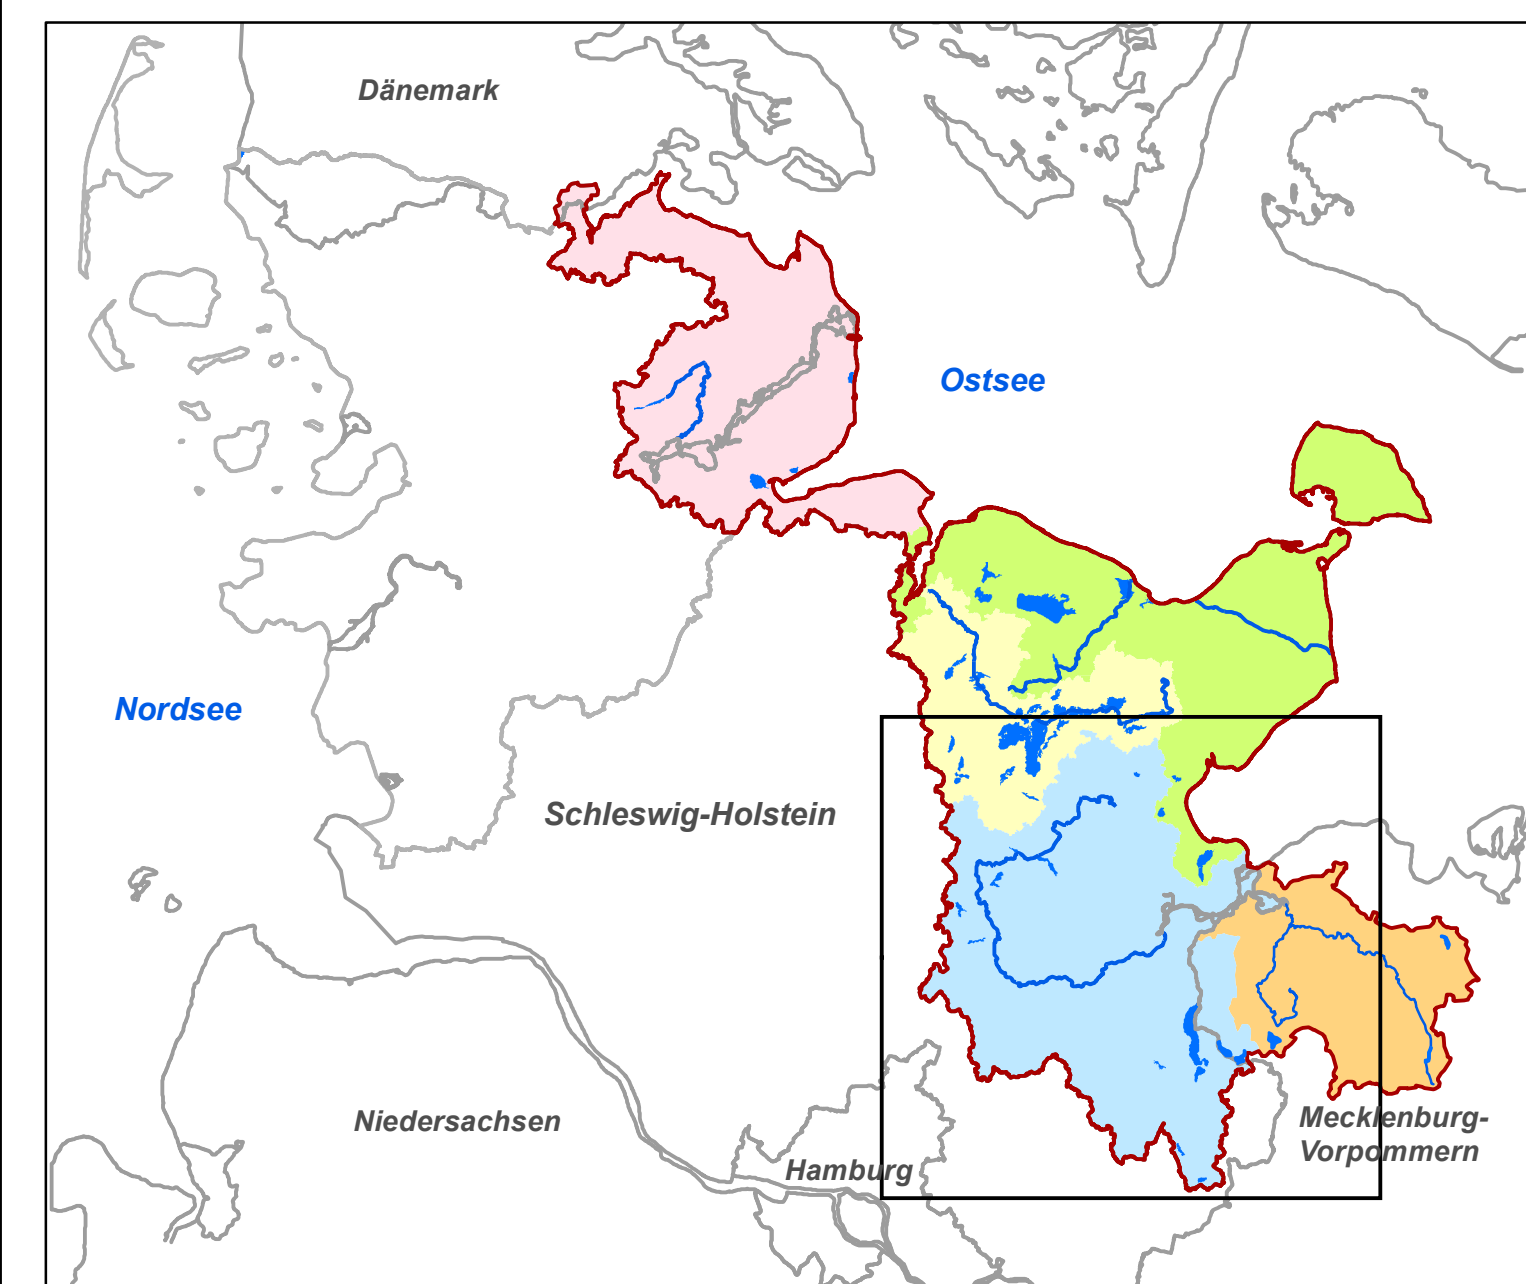 Dänemark
Ostsee
Nordsee
Schleswig-Holstein
Niedersachsen
Hamburg
Mecklenburg-
Vorpommern